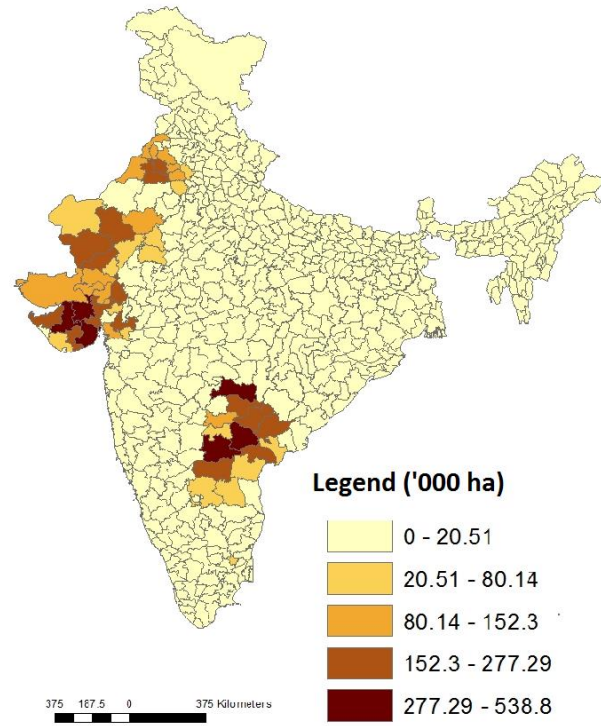 Legend ('000 ha)
0 - 20.51
20.51 - 80.14
80.14 - 152.3
152.3 - 277.29
277.29 - 538.8
375 187.5 0 375 Kilometers